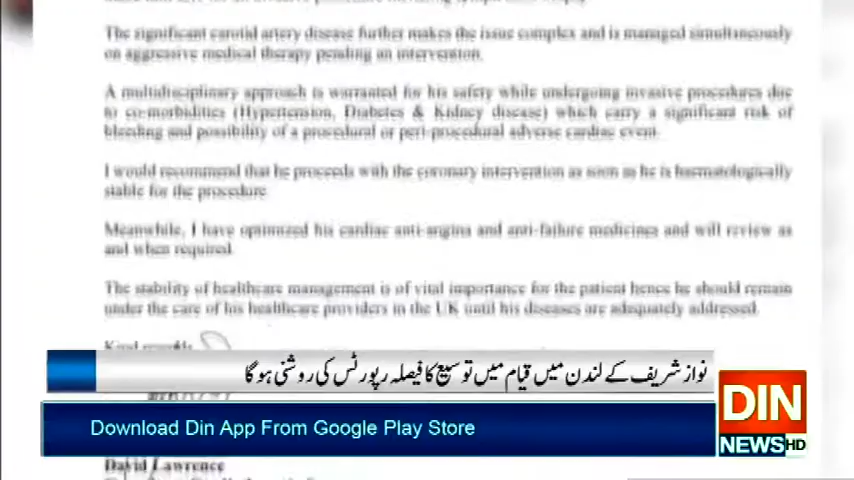 The significant carotid artery disease further makes the issue complex and is managed simultaneously
on aggressive medical therapy pending an intervention.
A multidisciplinary approach is warranted for his safety while undergoing invasive procedures due
to co-morbidities (Hypertension, Diabetes & Kidney disease) which carry a significant risk of
bleeding and possibility of a procedural or peri-procedural adverse cardiac event.
I would recommend that he proceeds with the coronary intervention as soon as he is haematologically
stable for the procedure.
Meanwhile, I have optimized his cardiac anti-angina and anti-failure medicines and will review as
and when required.
The stability of healthcare management is of vital importance for the patient hence he should remain
under the care of his healthcare providers in the UK until his diseases are adequately addressed.
Kind regards
نواز شریف کے لندن میں قیام میں توسیع کا فیصلہ رپورٹس کی روشنی ہوگا
Download Din App From Google Play Store
DIN
NEWS HD
David Lawrence